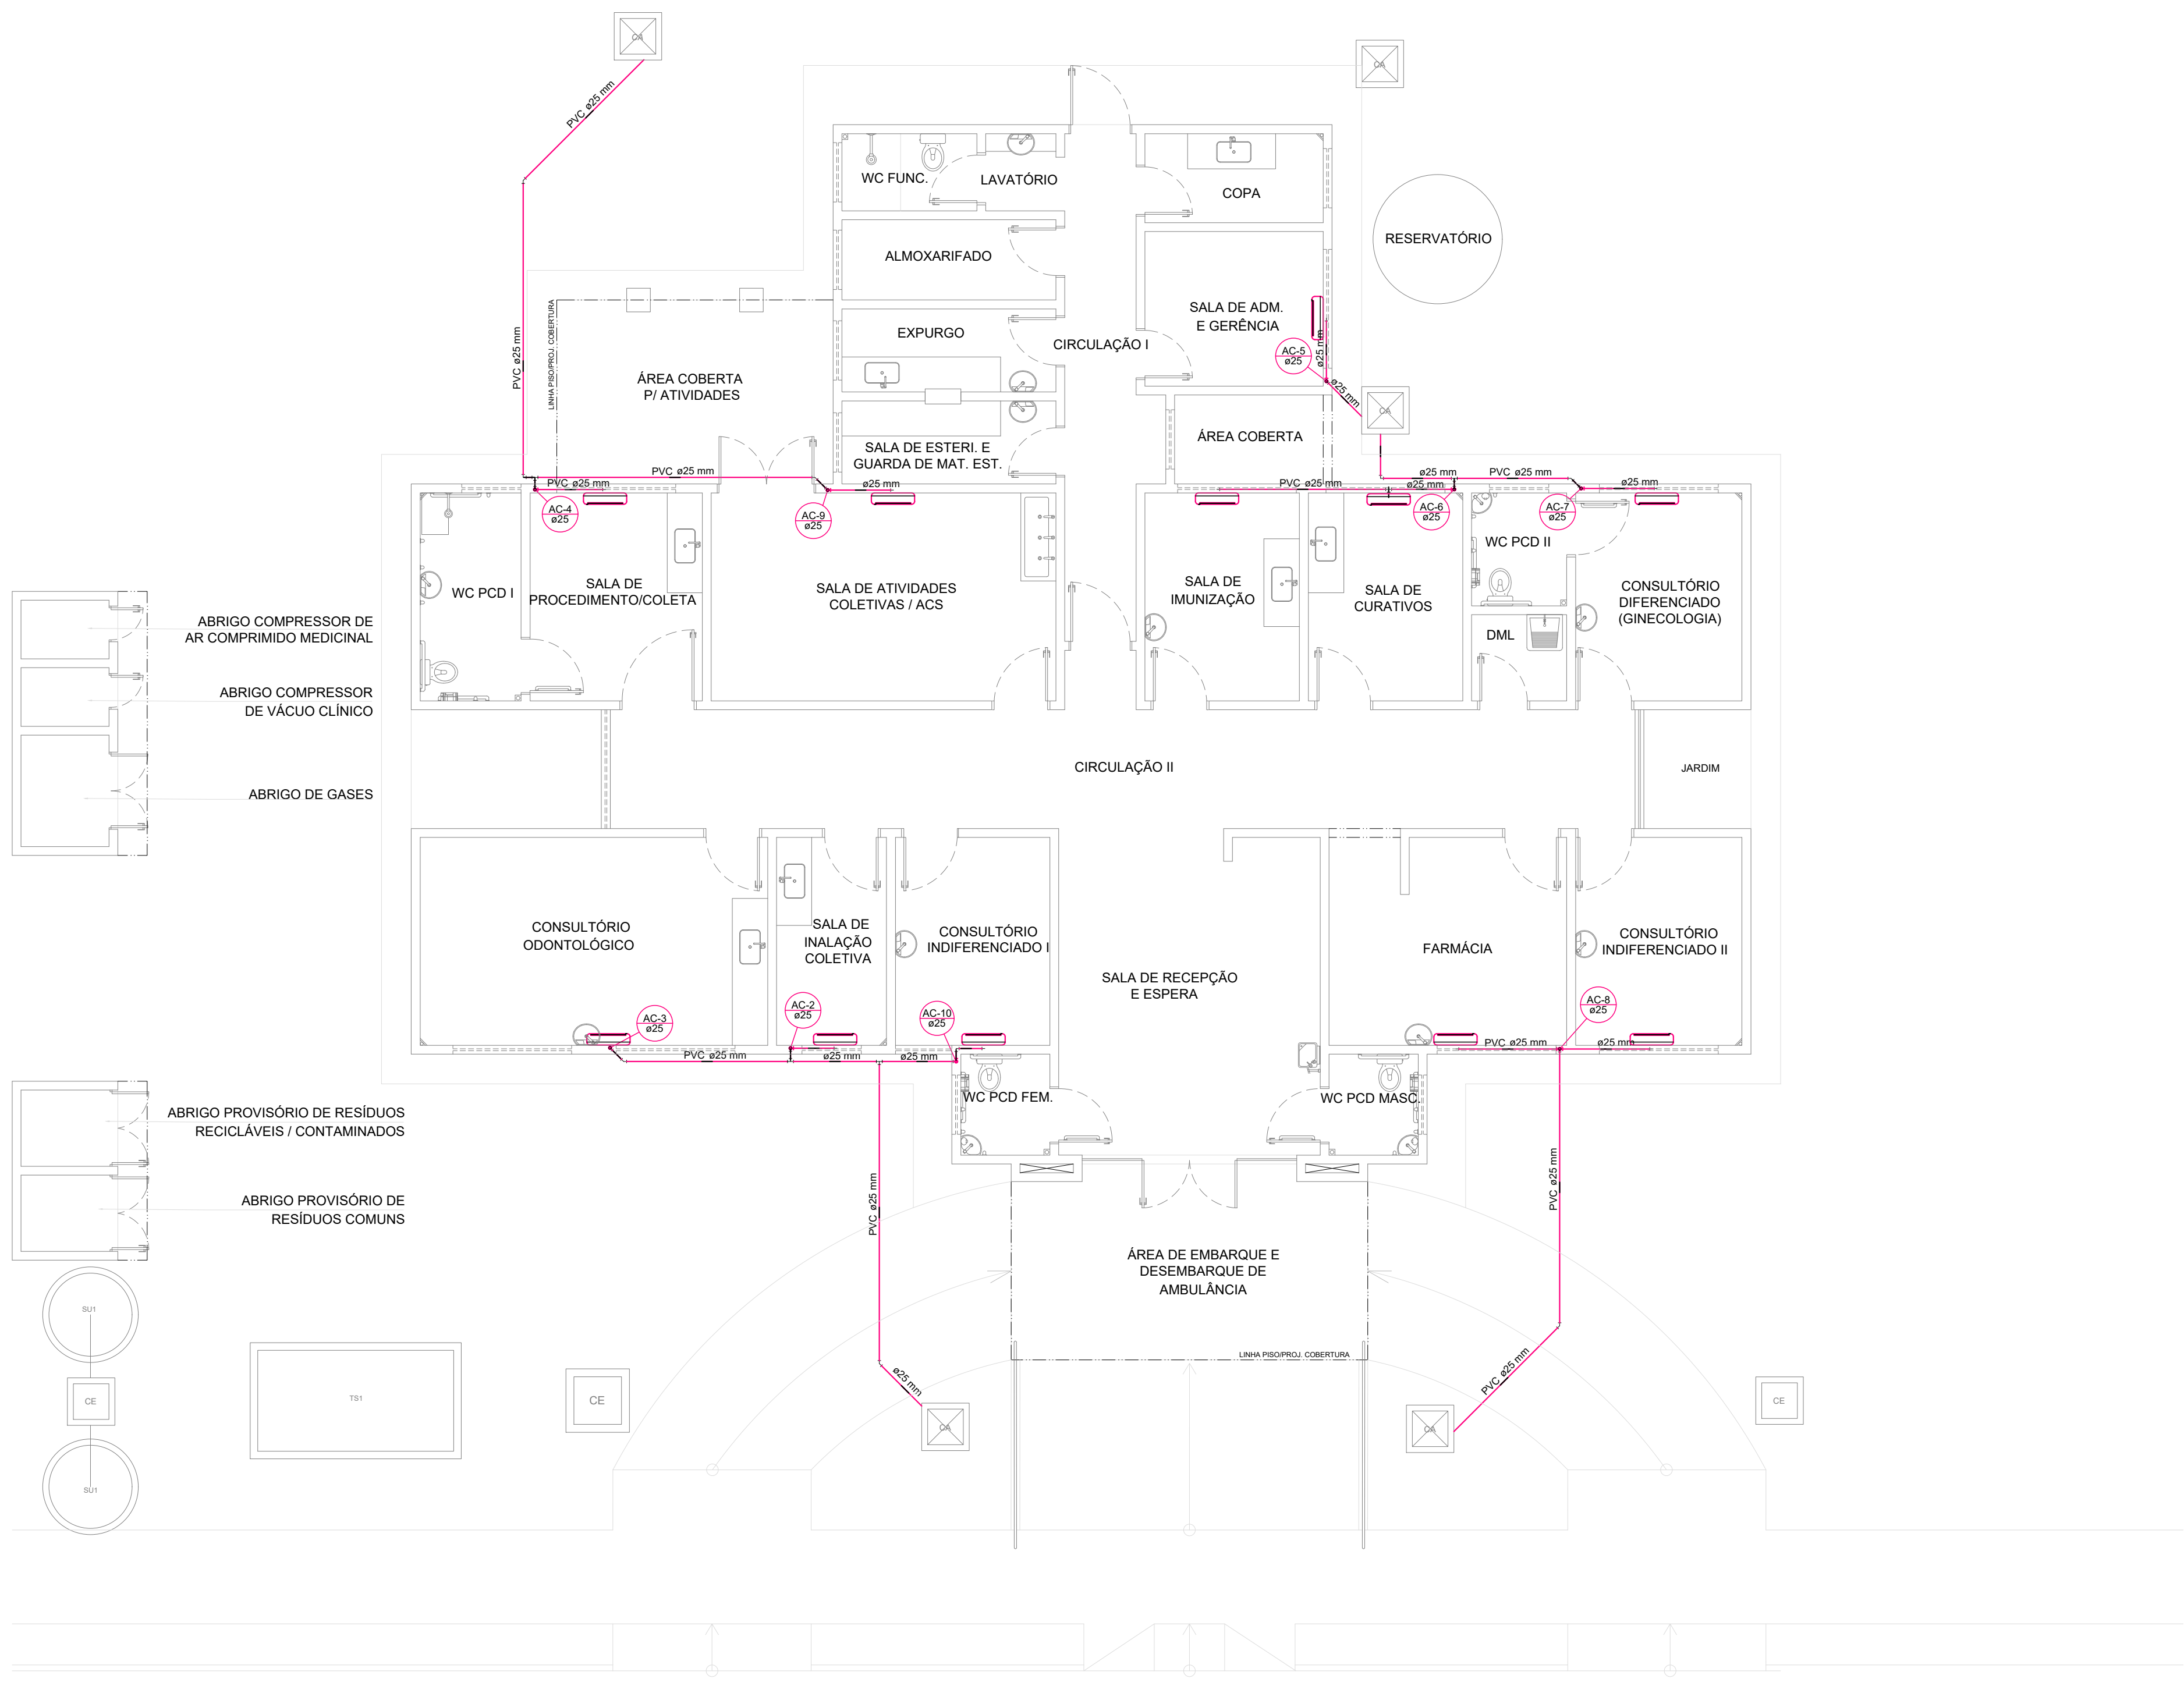 CA
PVC ø25 mm
CA
WC FUNC.
LAVATÓRIO
COPA
RESERVATÓRIO
ALMOXARIFADO
SALA DE ADM.
E GERÊNCIA
EXPURGO
CIRCULAÇÃO I
AC-5
ø25
ø25 mm
ø25 mm
CA
PVC ø25 mm
LINHA PISO/PROJ. COBERTURA
ÁREA COBERTA
P/ ATIVIDADES
ÁREA COBERTA
SALA DE ESTERI. E
GUARDA DE MAT. EST.
PVC ø25 mm
PVC ø25 mm
ø25 mm
PVC ø25 mm
ø25 mm
ø25 mm
PVC ø25 mm
ø25 mm
AC-4
ø25
AC-9
ø25
AC-6
ø25
AC-7
ø25
WC PCD I
SALA DE
PROCEDIMENTO/COLETA
SALA DE ATIVIDADES
COLETIVAS / ACS
SALA DE
IMUNIZAÇÃO
SALA DE
CURATIVOS
WC PCD II
DML
CONSULTÓRIO
DIFERENCIADO
(GINECOLOGIA)
ABRIGO COMPRESSOR DE
AR COMPRIMIDO MEDICINAL
ABRIGO COMPRESSOR
DE VÁCUO CLÍNICO
ABRIGO DE GASES
CIRCULAÇÃO II
JARDIM
CONSULTÓRIO
ODONTOLÓGICO
SALA DE
INALAÇÃO
COLETIVA
CONSULTÓRIO
INDIFERENCIADO I
SALA DE RECEPÇÃO
E ESPERA
FARMÁCIA
CONSULTÓRIO
INDIFERENCIADO II
AC-3
ø25
AC-2
ø25
AC-10
ø25
AC-8
ø25
PVC ø25 mm
ø25 mm
ø25 mm
PVC ø25 mm
ø25 mm
WC PCD FEM.
WC PCD MASC.
ABRIGO PROVISÓRIO DE RESÍDUOS
RECICLÁVEIS / CONTAMINADOS
ABRIGO PROVISÓRIO DE
RESÍDUOS COMUNS
PVC ø25 mm
PVC ø25 mm
ÁREA DE EMBARQUE E
DESEMBARQUE DE
AMBULÂNCIA
LINHA PISO/PROJ. COBERTURA
SU1
CE
SU1
TS1
CE
ø25 mm
CA
PVC ø25 mm
CA
CE